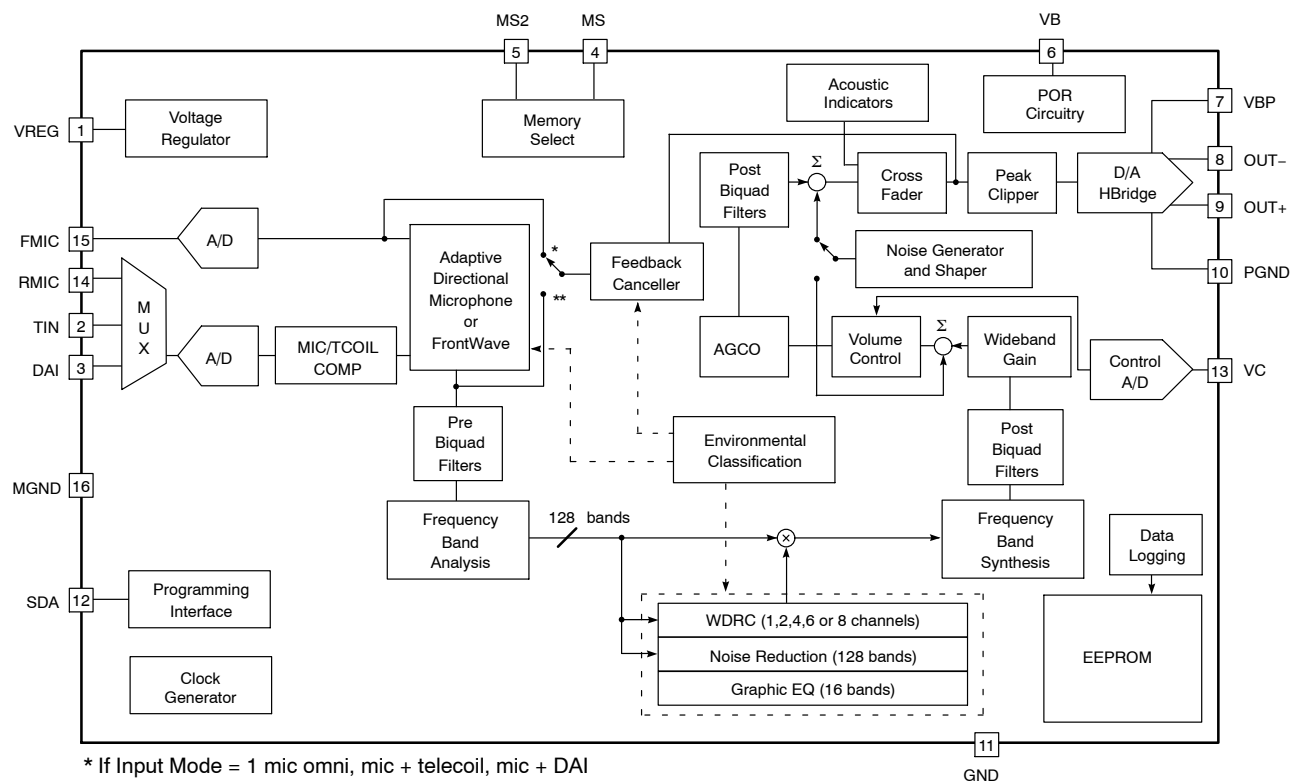 MS2
MS
VB
5
4
6
VREG
1
Voltage
Regulator
Memory
Select
Acoustic
Indicators
POR
Circuitry
7
VBP
8
OUT−
9
OUT+
10
PGND
Post
Biquad
Filters
Σ
Cross
Fader
Peak
Clipper
D/A
HBridge
FMIC
15
A/D
RMIC
14
TIN
2
DAI
3
M
U
X
A/D
MIC/TCOIL
COMP
Adaptive
Directional
Microphone
or
FrontWave
*
**
Feedback
Canceller
Noise Generator
and Shaper
AGCO
Volume
Control
Σ
Wideband
Gain
Control
A/D
13
VC
Pre
Biquad
Filters
Environmental
Classification
Post
Biquad
Filters
MGND
16
Frequency
Band
Analysis
128 bands
×
Frequency
Band
Synthesis
Data
Logging
SDA
12
Programming
Interface
WDRC (1,2,4,6 or 8 channels)
Noise Reduction (128 bands)
Graphic EQ (16 bands)
EEPROM
Clock
Generator
11
GND
* If Input Mode = 1 mic omni, mic + telecoil, mic + DAI